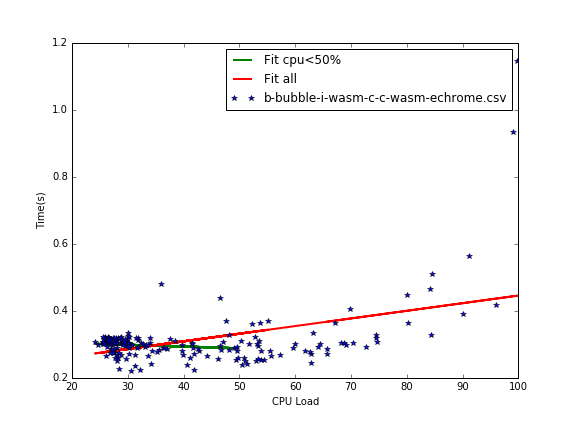 1.2
1.0
0.8
0.6
0.4
0.2
Time(s)
Fit cpu<50%
Fit all
b-bubble-i-wasm-c-c-wasm-echrome.csv
20 30 40 50 60 70 80 90 100
CPU Load